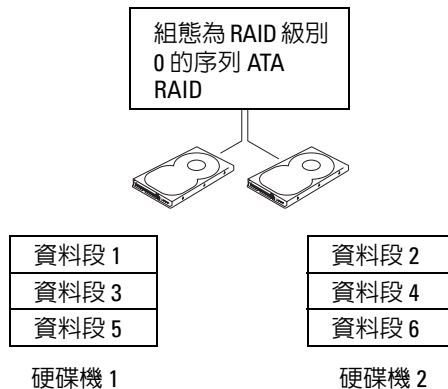 組態為 RAID 級別
0 的序列 ATA
RAID
資料段 1
資料段 2
資料段 3
資料段 4
資料段 5
資料段 6
硬碟機 1
硬碟機 2